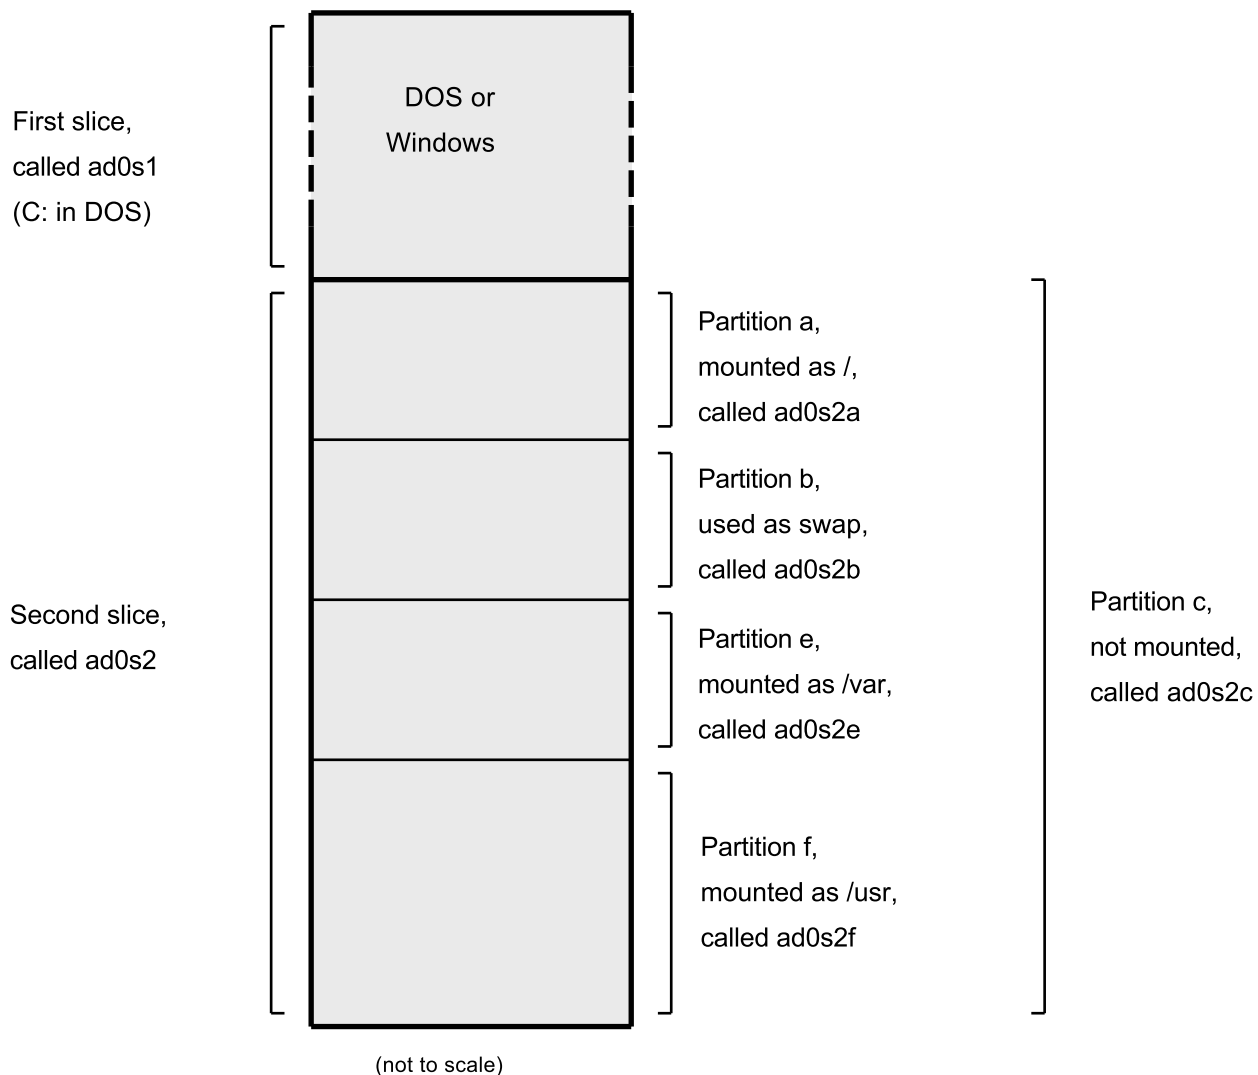 DOS or
Windows
First slice,
called ad0s1
(C: in DOS)
Partition a,
mounted as /,
called ad0s2a
Partition b,
used as swap,
called ad0s2b
Second slice,
called ad0s2
Partition e,
mounted as /var,
called ad0s2e
Partition c,
not mounted,
called ad0s2c
Partition f,
mounted as /usr,
called ad0s2f
(not to scale)